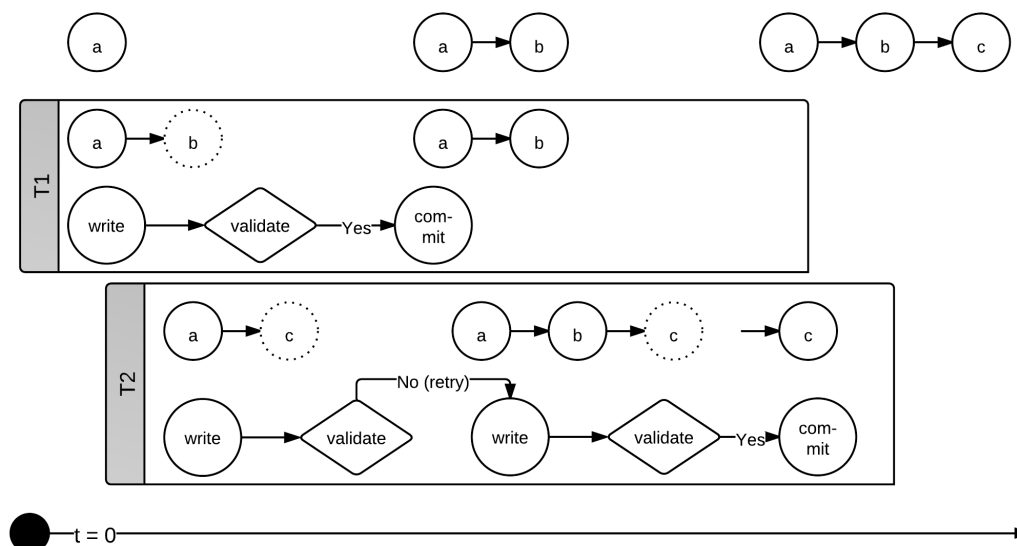 a
a b
a b c
T1
a b
a b
write
validate
Yes
com-
mit
T2
a c
a b c
c
No (retry)
write
validate
write
validate
Yes
com-
mit
t = 0